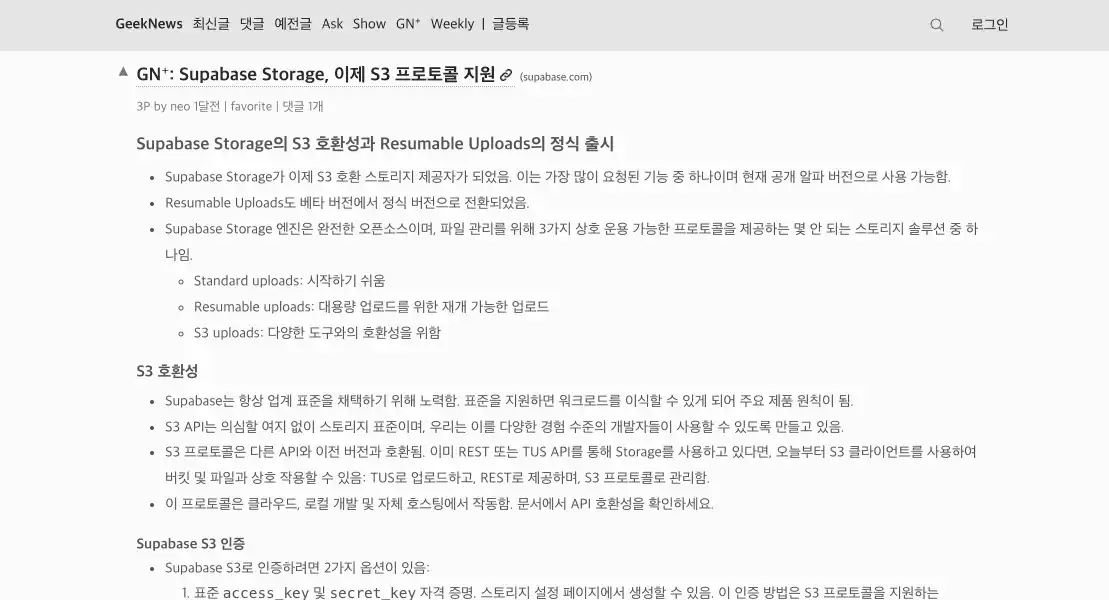 GeekNews 최신글 댓글 예전글 Ask Show GN⁺ Weekly | 글등록 로그인
▲ GN⁺: Supabase Storage, 이제 S3 프로토콜 지원 (supabase.com)
3P by neo 1달전 | favorite | 댓글 1개
Supabase Storage의 S3 호환성과 Resumable Uploads의 정식 출시
• Supabase Storage가 이제 S3 호환 스토리지 제공자가 되었음. 이는 가장 많이 요청된 기능 중 하나이며 현재 공개 알파 버전으로 사용 가능함.
• Resumable Uploads도 베타 버전에서 정식 버전으로 전환되었음.
• Supabase Storage 엔진은 완전한 오픈소스이며, 파일 관리를 위해 3가지 상호 운용 가능한 프로토콜을 제공하는 몇 안 되는 스토리지 솔루션 중 하
나임.
◦ Standard uploads: 시작하기 쉬움
◦ Resumable uploads: 대용량 업로드를 위한 재개 가능한 업로드
◦ S3 uploads: 다양한 도구와의 호환성을 위함
S3 호환성
• Supabase는 항상 업계 표준을 채택하기 위해 노력함. 표준을 지원하면 워크로드를 이식할 수 있게 되어 주요 제품 원칙이 됨.
• S3 API는 의심할 여지 없이 스토리지 표준이며, 우리는 이를 다양한 경험 수준의 개발자들이 사용할 수 있도록 만들고 있음.
• S3 프로토콜은 다른 API와 이전 버전과 호환됨. 이미 REST 또는 TUS API를 통해 Storage를 사용하고 있다면, 오늘부터 S3 클라이언트를 사용하여
버킷 및 파일과 상호 작용할 수 있음: TUS로 업로드하고, REST로 제공하며, S3 프로토콜로 관리함.
• 이 프로토콜은 클라우드, 로컬 개발 및 자체 호스팅에서 작동함. 문서에서 API 호환성을 확인하세요.
Supabase S3 인증
• Supabase S3로 인증하려면 2가지 옵션이 있음:
1. 표준 access_key 및 secret_key 자격 증명. 스토리지 설정 페이지에서 생성할 수 있음. 이 인증 방법은 S3 프로토콜을 지원하는